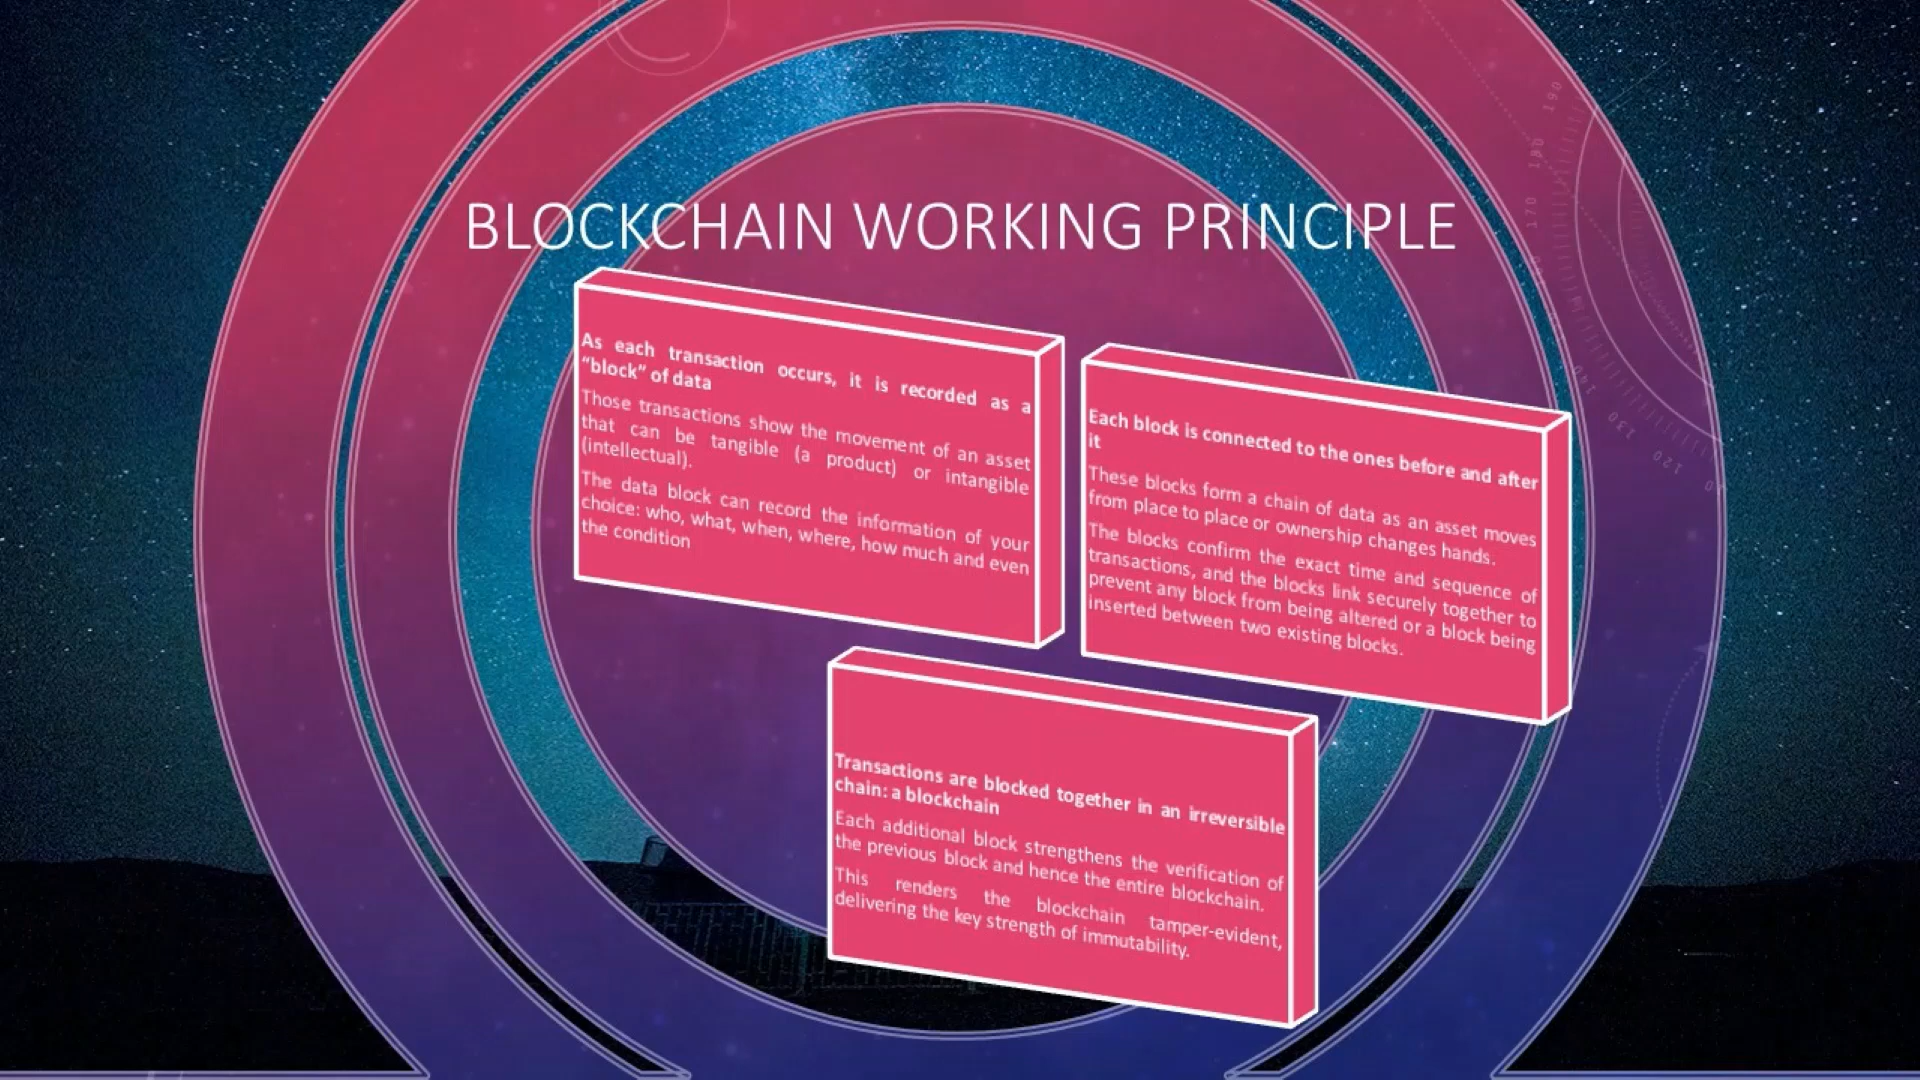 BLOCKCHAIN WORKING PRINCIPLE
As each transaction occurs, it is recorded as a
“block” of data
Those transactions show the movement of an asset
that can be tangible (a product) or intangible
(intellectual).
The data block can record the information of your
choice: who, what, when, where, how much and even
the condition
Each block is connected to the ones before and after
it
These blocks form a chain of data as an asset moves
from place to place or ownership changes hands.
The blocks confirm the exact time and sequence of
transactions, and the blocks link securely together to
prevent any block from being altered or a block being
inserted between two existing blocks.
Transactions are blocked together in an irreversible
chain: a blockchain
Each additional block strengthens the verification of
the previous block and hence the entire blockchain.
This renders the blockchain tamper-evident,
delivering the key strength of immutability.
190
180
170
140
130
120